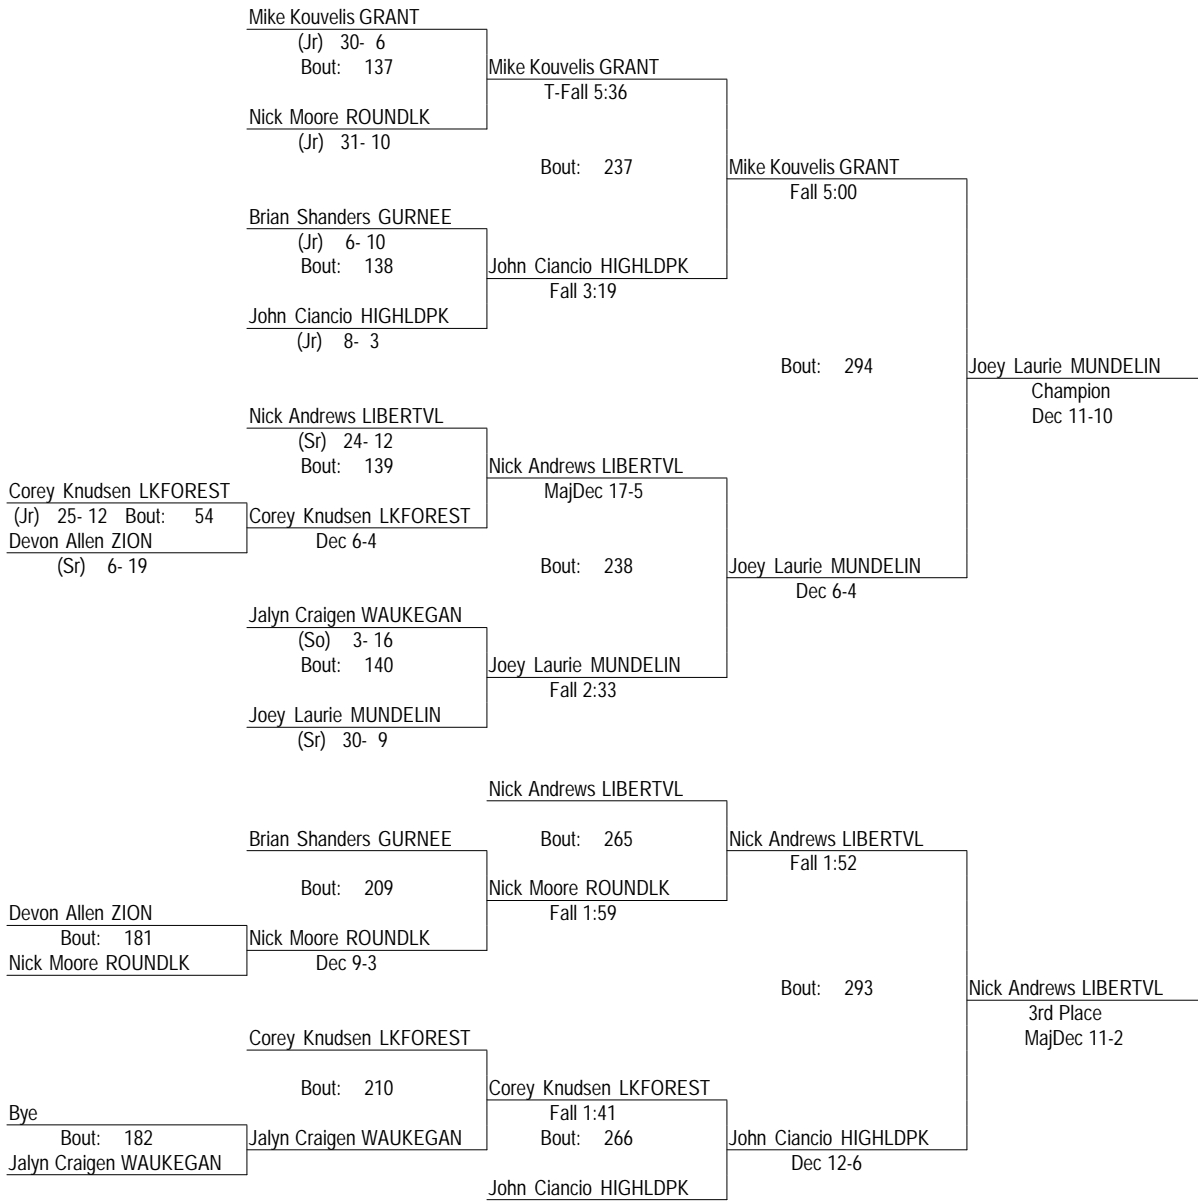 Mike Kouvelis GRANT
(Jr) 30- 6
Bout: 137
Mike Kouvelis GRANT
T-Fall 5:36
Nick Moore ROUNDLK
(Jr) 31- 10
Bout: 237
Mike Kouvelis GRANT
Fall 5:00
Brian Shanders GURNEE
(Jr) 6- 10
Bout: 138
John Ciancio HIGHLDPK
Fall 3:19
John Ciancio HIGHLDPK
(Jr) 8- 3
Bout: 294
Joey Laurie MUNDELIN
Champion
Dec 11-10
Nick Andrews LIBERTVL
(Sr) 24- 12
Bout: 139
Nick Andrews LIBERTVL
MajDec 17-5
Corey Knudsen LKFOREST
(Jr) 25- 12 Bout: 54
Corey Knudsen LKFOREST
Dec 6-4
Devon Allen ZION
(Sr) 6- 19
Bout: 238
Joey Laurie MUNDELIN
Dec 6-4
Jalyn Craigen WAUKEGAN
(So) 3- 16
Bout: 140
Joey Laurie MUNDELIN
Fall 2:33
Joey Laurie MUNDELIN
(Sr) 30- 9
Nick Andrews LIBERTVL
Brian Shanders GURNEE
Bout: 265
Nick Andrews LIBERTVL
Fall 1:52
Bout: 209
Nick Moore ROUNDLK
Fall 1:59
Devon Allen ZION
Bout: 181
Nick Moore ROUNDLK
Dec 9-3
Nick Moore ROUNDLK
Bout: 293
Nick Andrews LIBERTVL
3rd Place
MajDec 11-2
Corey Knudsen LKFOREST
Bout: 210
Corey Knudsen LKFOREST
Fall 1:41
Bye
Bout: 182
Jalyn Craigen WAUKEGAN
Jalyn Craigen WAUKEGAN
Bout: 266
John Ciancio HIGHLDPK
Dec 12-6
John Ciancio HIGHLDPK